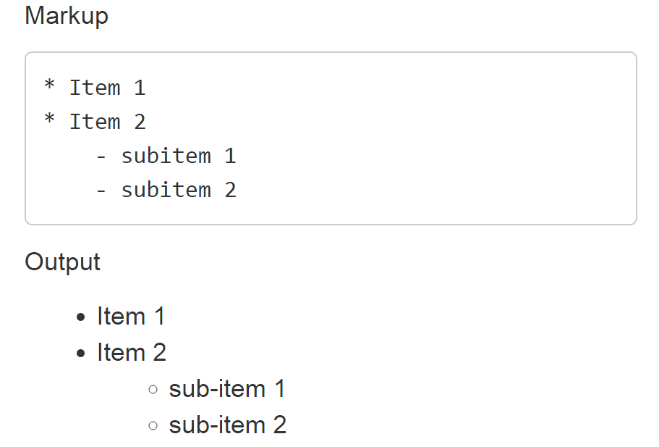 Markup
* Item 1
* Item 2
    - subitem 1
    - subitem 2
Output
• Item 1
• Item 2
    ◦ sub-item 1
    ◦ sub-item 2